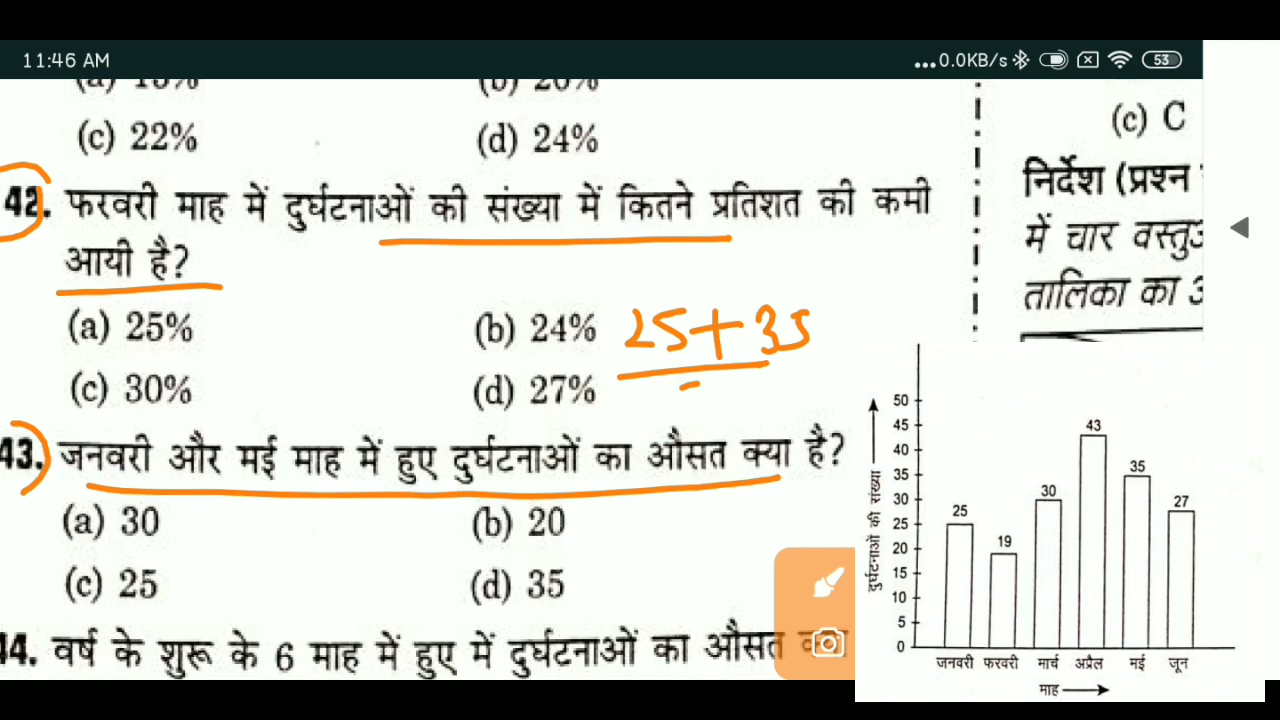 11:46 AM
...0.0KB/s 53
(c) 22% (d) 24%
42. फरवरी माह में दुर्घटनाओं की संख्या में कितने प्रतिशत की कमी
आयी है?
(a) 25% (b) 24%
25+35
(c) 30% (d) 27%
43. जनवरी और मई माह में हुए दुर्घटनाओं का औसत क्या है?
(a) 30 (b) 20
(c) 25 (d) 35
44. वर्ष के शुरू के 6 माह में हुए में दुर्घटनाओं का औसत
(c) C
निर्देश (प्रश्न
में चार
तालिका का
दुर्घटनाओं की संख्या
50
45
40
35
30
25
20
15
10
5
0
25 19 30 43 35 27
जनवरी फरवरी मार्च अप्रैल मई जून
माह